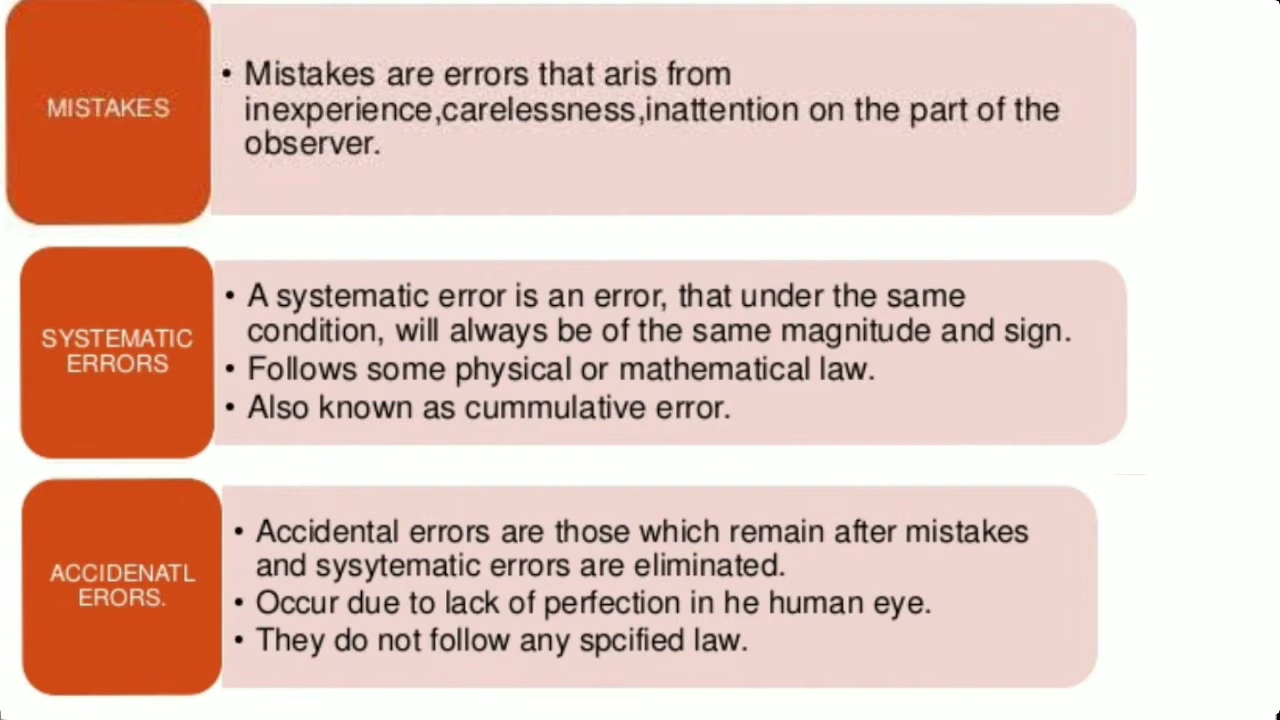 MISTAKES
• Mistakes are errors that aris from
inexperience,carelessness,inattention on the part of the
observer.
SYSTEMATIC
ERRORS
• A systematic error is an error, that under the same
condition, will always be of the same magnitude and sign.
• Follows some physical or mathematical law.
• Also known as cummulative error.
ACCIDENATL
ERORS.
• Accidental errors are those which remain after mistakes
and sysytematic errors are eliminated.
• Occur due to lack of perfection in he human eye.
• They do not follow any spcified law.